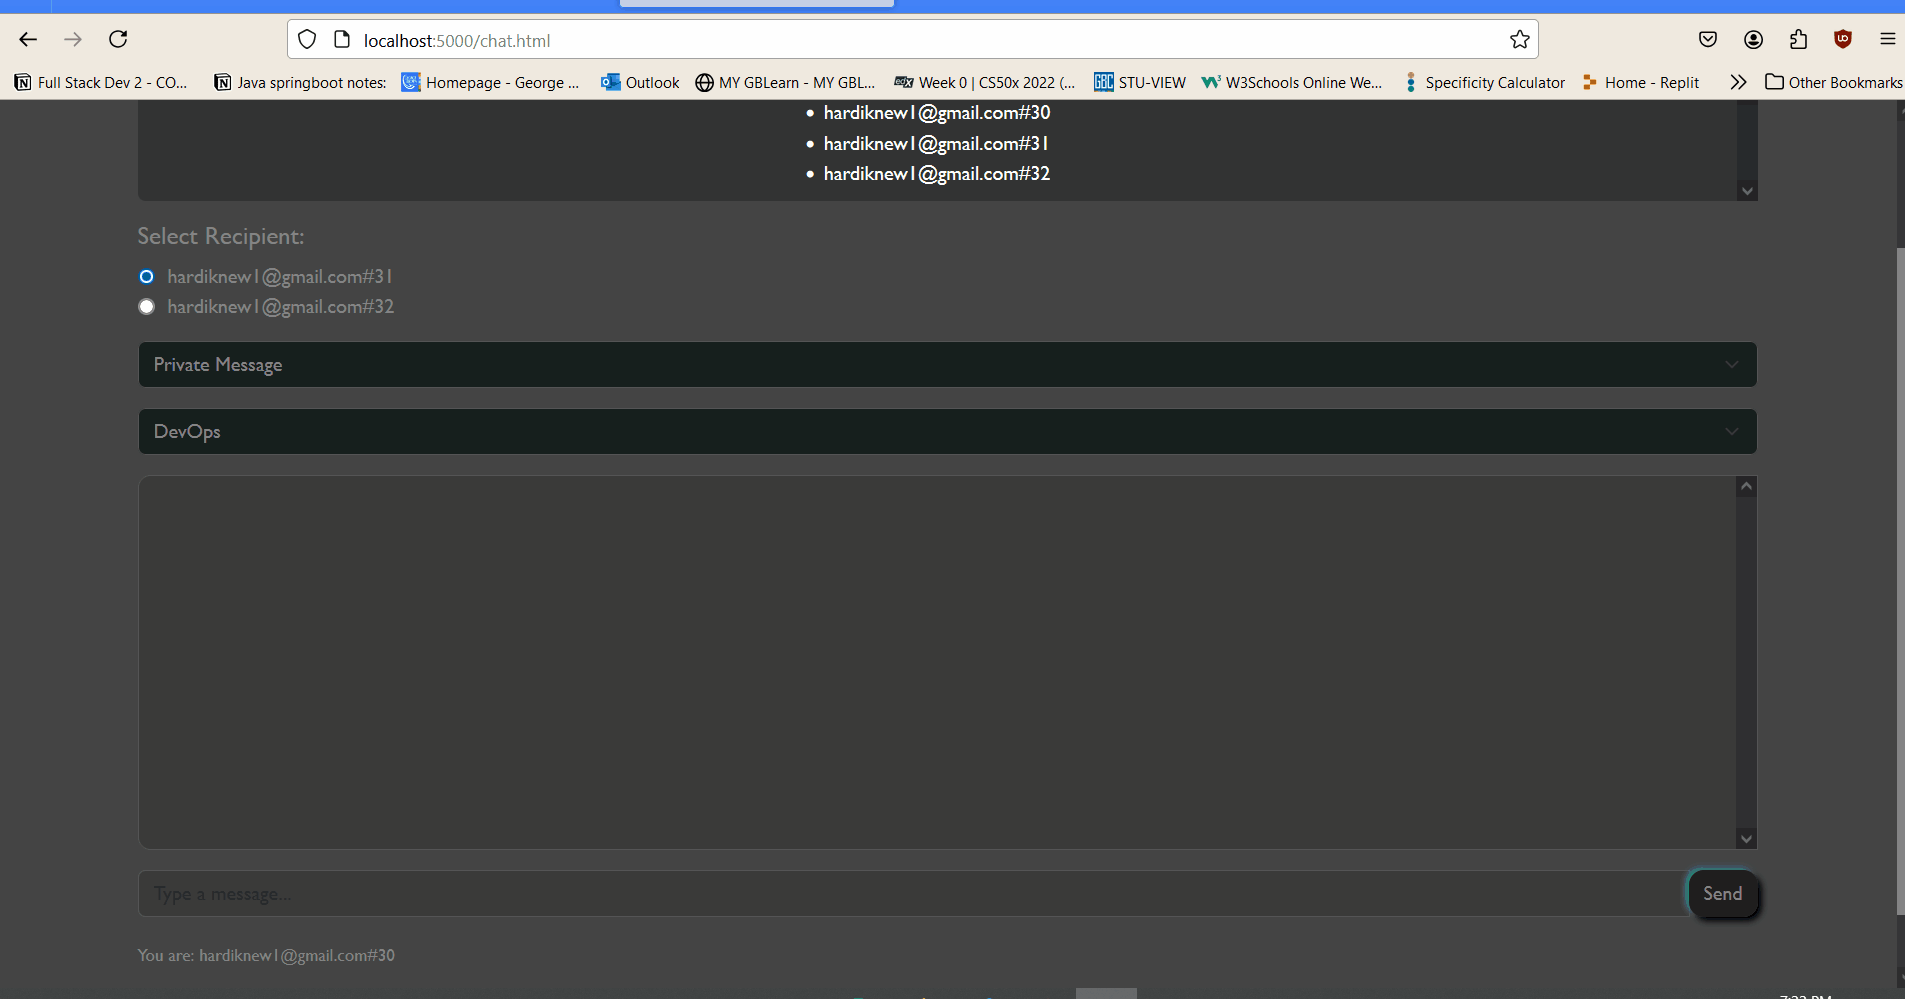 localhost:5000/chat.html
Full Stack Dev 2 - CO... Java springboot notes: Homepage - George ... Outlook MY GBLearn - MY GBL... edX Week 0 | CS50x 2022 (... GBC STU-VIEW W3Schools Online We... Specificity Calculator Home - Replit Other Bookmarks
hardiknew1@gmail.com#30
hardiknew1@gmail.com#31
hardiknew1@gmail.com#32
Select Recipient:
hardiknew1@gmail.com#31
hardiknew1@gmail.com#32
Private Message
DevOps
Type a message...
Send
You are: hardiknew1@gmail.com#30